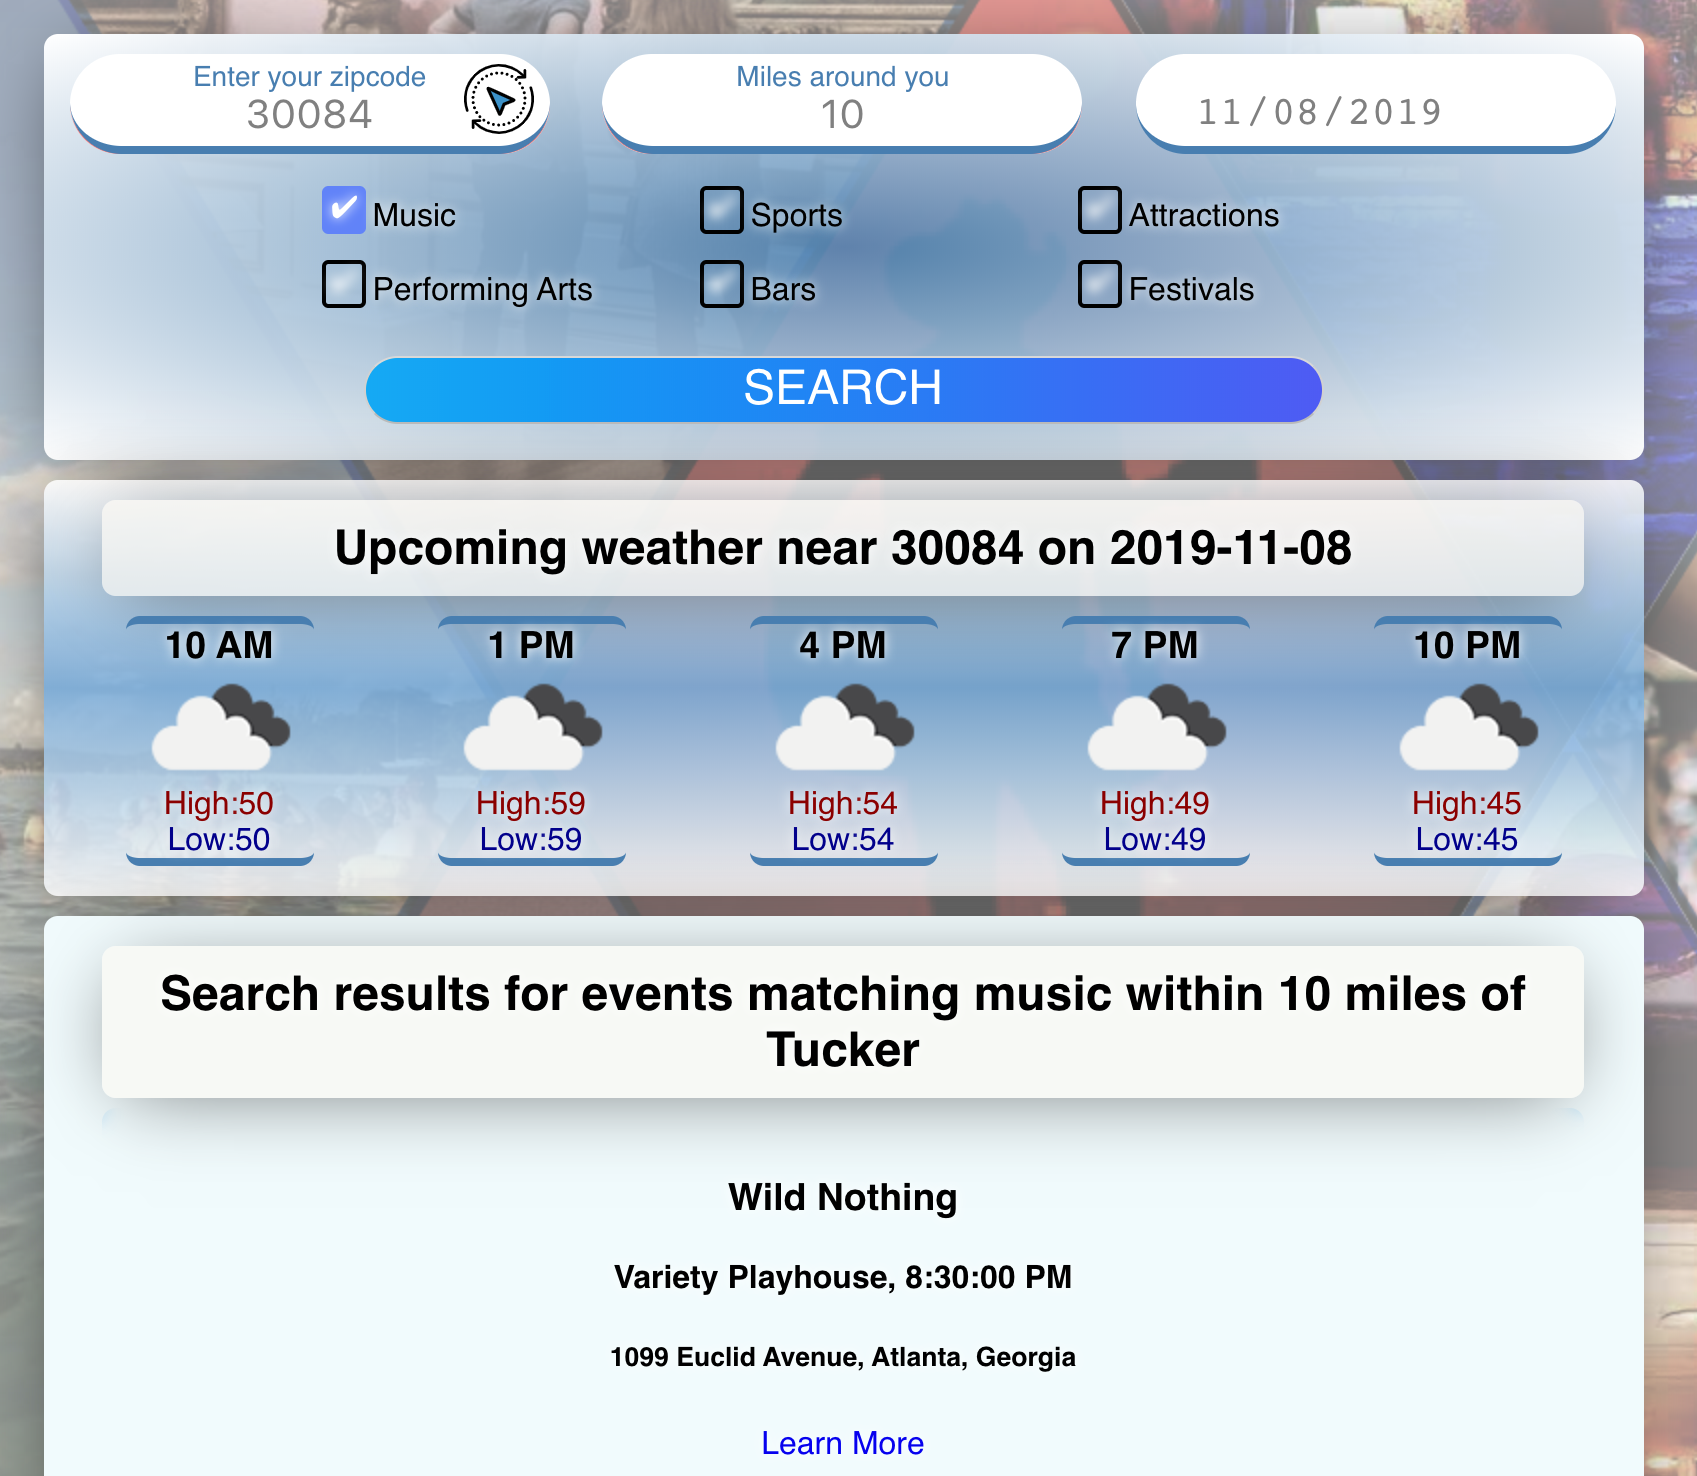 Enter your zipcode
30084
Miles around you
10
11/08/2019
Music
Sports
Attractions
Performing Arts
Bars
Festivals
SEARCH
Upcoming weather near 30084 on 2019-11-08
10 AM
1 PM
4 PM
7 PM
10 PM
High:50
High:59
High:54
High:49
High:45
Low:50
Low:59
Low:54
Low:49
Low:45
Search results for events matching music within 10 miles of
Tucker
Wild Nothing
Variety Playhouse, 8:30:00 PM
1099 Euclid Avenue, Atlanta, Georgia
Learn More